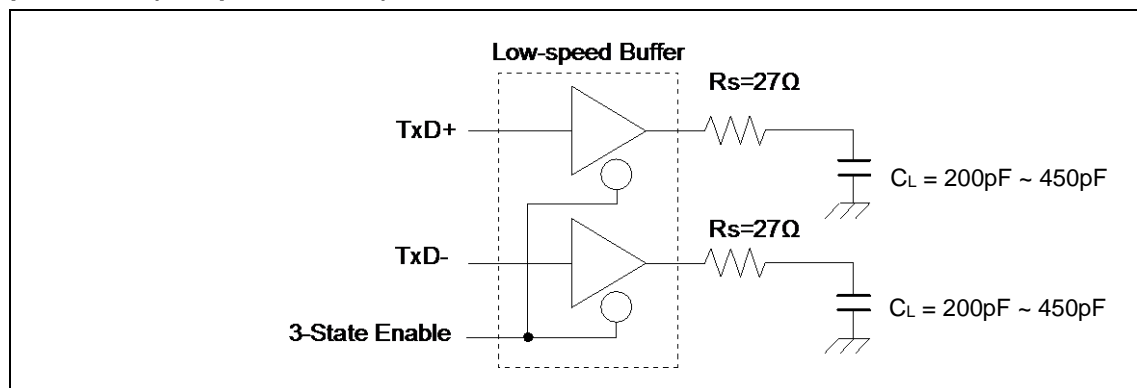 Low-speed Buffer
Rs=27Ω
TxD+
CL = 200pF ~ 450pF
Rs=27Ω
TxD-
CL = 200pF ~ 450pF
3-State Enable